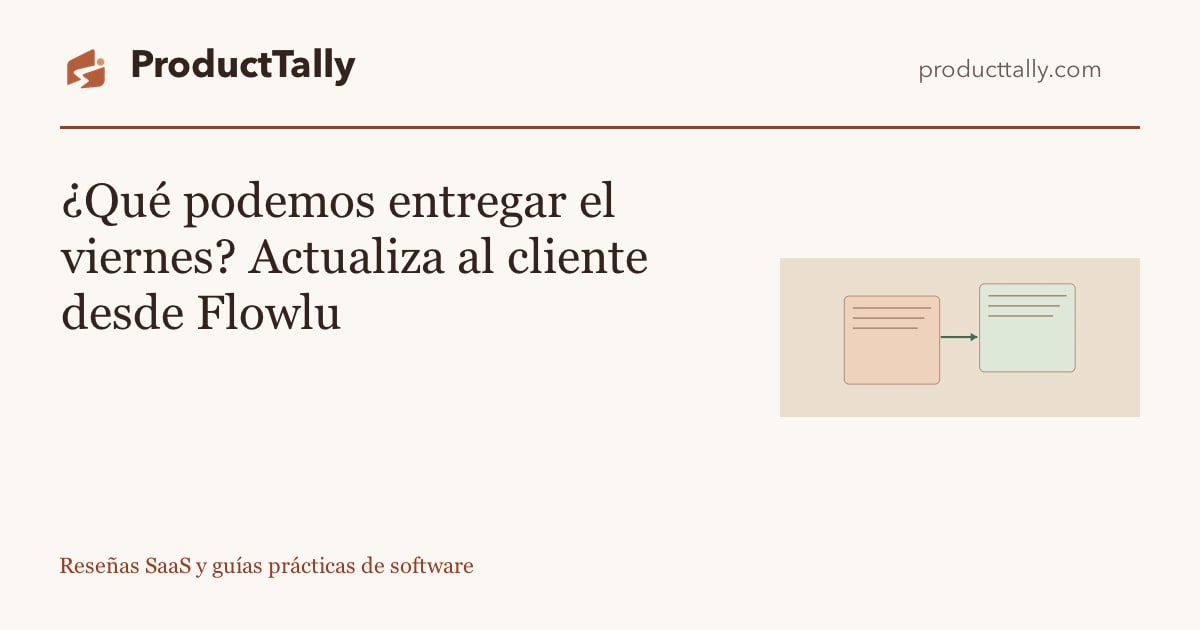 ProductTally
producttally.com
¿Qué podemos entregar el
viernes? Actualiza al cliente
desde Flowlu
Reseñas SaaS y guías prácticas de software